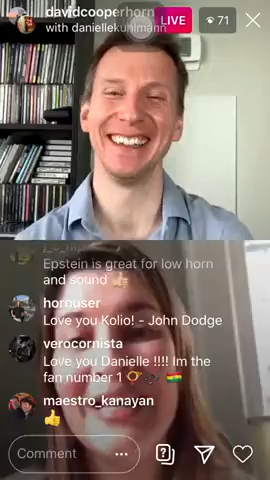 davidcooperhorn
with daniellekuhlmann
LIVE
71
Epstein is great for low horn
and sound 👍🏻
hornuser
Love you Kolio! - John Dodge
verocornista
Love you Danielle !!!! Im the
fan number 1
maestro_kanayan
👍
Comment